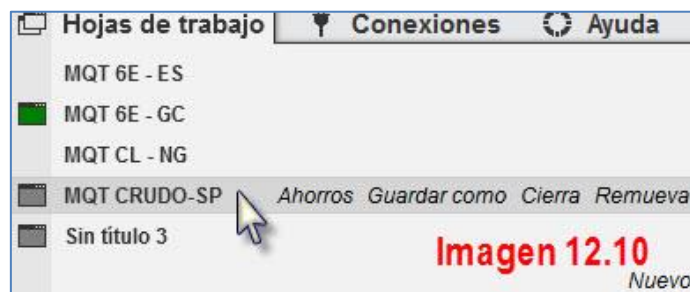 Hojas de trabajo Conexiones Ayuda
MQT 6E - ES
MQT 6E - GC
MQT CL - NG
MQT CRUDO-SP Ahorros Guardar como Cierra Remueva
Sin título 3
Imagen 12.10
Nuevo